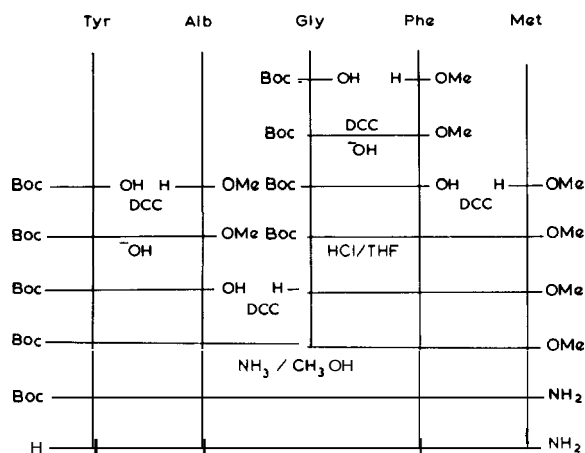 Tyr Alb Gly Phe Met
Boc OH H OMe
DCC
Boc OMe
⁻OH
Boc OH H OMe Boc OH H OMe
DCC DCC
Boc OMe Boc OMe
⁻OH HCl/THF
Boc OH H OMe
DCC
Boc OMe
NH₃ / CH₃OH
Boc NH₂
H NH₂